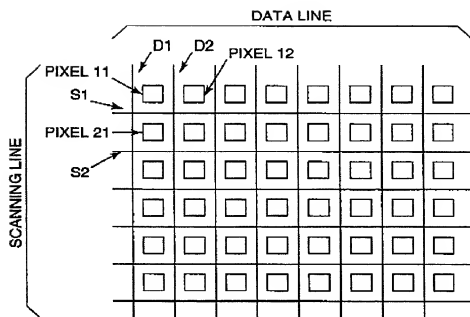 DATA LINE
D1
D2
PIXEL 11
PIXEL 12
S1
PIXEL 21
S2
SCANNING LINE